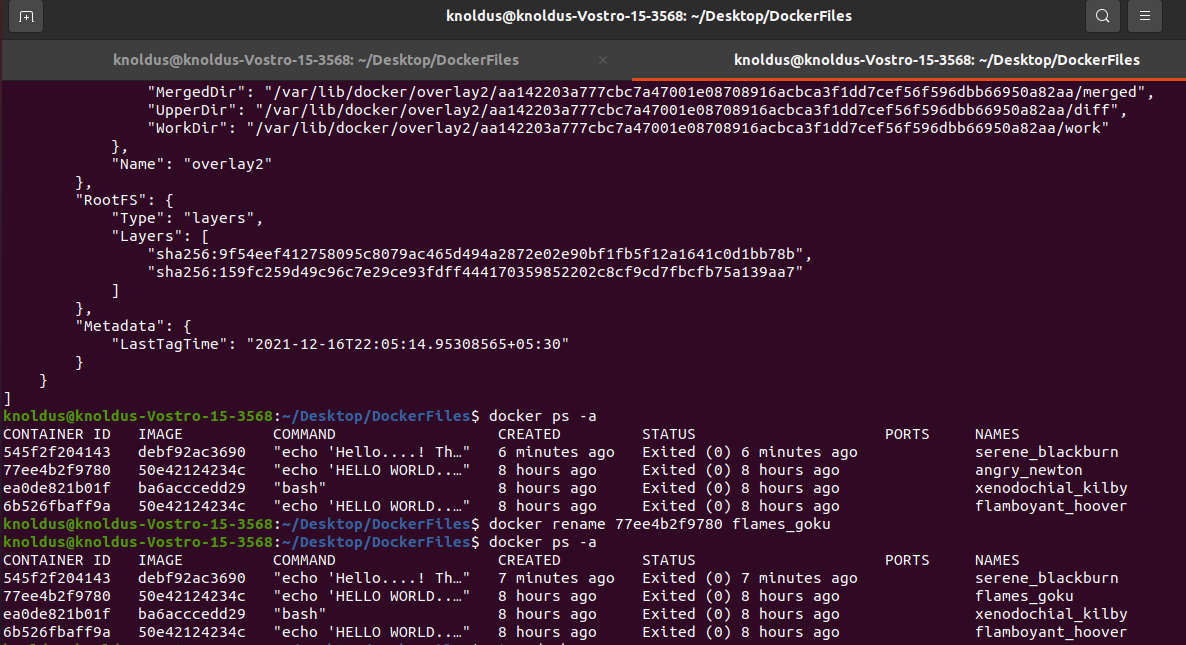 knoldus@knoldus-Vostro-15-3568: ~/Desktop/DockerFiles
knoldus@knoldus-Vostro-15-3568: ~/Desktop/DockerFiles × knoldus@knoldus-Vostro-15-3568: ~/Desktop/DockerFiles
"MergedDir": "/var/lib/docker/overlay2/aa142203a777cbc7a47001e08708916acbca3f1dd7cef56f596dbb66950a82aa/merged",
"UpperDir": "/var/lib/docker/overlay2/aa142203a777cbc7a47001e08708916acbca3f1dd7cef56f596dbb66950a82aa/diff",
"WorkDir": "/var/lib/docker/overlay2/aa142203a777cbc7a47001e08708916acbca3f1dd7cef56f596dbb66950a82aa/work"
},
"Name": "overlay2"
},
"RootFS": {
"Type": "layers",
"Layers": [
"sha256:9f54eef412758095c8079ac465d494a2872e02e90bf1fb5f12a1641c0d1bb78b",
"sha256:159fc259d49c96c7e29ce93fdff444170359852202c8cf9cd7fbcfb75a139aa7"
]
},
"Metadata": {
"LastTagTime": "2021-12-16T22:05:14.95308565+05:30"
}
}
]
knoldus@knoldus-Vostro-15-3568:~/Desktop/DockerFiles$ docker ps -a
CONTAINER ID IMAGE COMMAND CREATED STATUS PORTS NAMES
545f2f204143 debf92ac3690 "echo 'Hello....! Th…" 6 minutes ago Exited (0) 6 minutes ago serene_blackburn
77ee4b2f9780 50e42124234c "echo 'HELLO WORLD..…" 8 hours ago Exited (0) 8 hours ago angry_newton
ea0de821b01f ba6acccedd29 "bash" 8 hours ago Exited (0) 8 hours ago xenodochial_kilby
6b526fbaff9a 50e42124234c "echo 'HELLO WORLD..…" 8 hours ago Exited (0) 8 hours ago flamboyant_hoover
knoldus@knoldus-Vostro-15-3568:~/Desktop/DockerFiles$ docker rename 77ee4b2f9780 flames_goku
knoldus@knoldus-Vostro-15-3568:~/Desktop/DockerFiles$ docker ps -a
CONTAINER ID IMAGE COMMAND CREATED STATUS PORTS NAMES
545f2f204143 debf92ac3690 "echo 'Hello....! Th…" 7 minutes ago Exited (0) 7 minutes ago serene_blackburn
77ee4b2f9780 50e42124234c "echo 'HELLO WORLD..…" 8 hours ago Exited (0) 8 hours ago flames_goku
ea0de821b01f ba6acccedd29 "bash" 8 hours ago Exited (0) 8 hours ago xenodochial_kilby
6b526fbaff9a 50e42124234c "echo 'HELLO WORLD..…" 8 hours ago Exited (0) 8 hours ago flamboyant_hoover